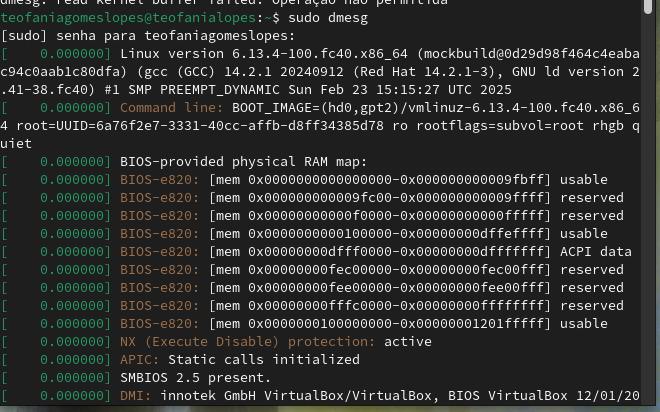 dmesg: read kernel buffer failed: Operação não permitida
teofaniagomeslopes@teofanialopes:~$ sudo dmesg
[sudo] senha para teofaniagomeslopes:
[    0.000000] Linux version 6.13.4-100.fc40.x86_64 (mockbuild@0d29d98f464c4eaba
c94c0aab1c80dfa) (gcc (GCC) 14.2.1 20240912 (Red Hat 14.2.1-3), GNU ld version 2
.41-38.fc40) #1 SMP PREEMPT_DYNAMIC Sun Feb 23 15:15:27 UTC 2025
[    0.000000] Command line: BOOT_IMAGE=(hd0,gpt2)/vmlinuz-6.13.4-100.fc40.x86_6
4 root=UUID=6a76f2e7-3331-40cc-affb-d8ff34385d78 ro rootflags=subvol=root rhgb q
uiet
[    0.000000] BIOS-provided physical RAM map:
[    0.000000] BIOS-e820: [mem 0x0000000000000000-0x000000000009fbff] usable
[    0.000000] BIOS-e820: [mem 0x000000000009fc00-0x000000000009ffff] reserved
[    0.000000] BIOS-e820: [mem 0x00000000000f0000-0x00000000000fffff] reserved
[    0.000000] BIOS-e820: [mem 0x0000000000100000-0x00000000dffeffff] usable
[    0.000000] BIOS-e820: [mem 0x00000000dfff0000-0x00000000dfffffff] ACPI data
[    0.000000] BIOS-e820: [mem 0x00000000fec00000-0x00000000fec00fff] reserved
[    0.000000] BIOS-e820: [mem 0x00000000fee00000-0x00000000fee00fff] reserved
[    0.000000] BIOS-e820: [mem 0x00000000fffc0000-0x00000000ffffffff] reserved
[    0.000000] BIOS-e820: [mem 0x0000000100000000-0x00000001201fffff] usable
[    0.000000] NX (Execute Disable) protection: active
[    0.000000] APIC: Static calls initialized
[    0.000000] SMBIOS 2.5 present.
[    0.000000] DMI: innotek GmbH VirtualBox/VirtualBox, BIOS VirtualBox 12/01/20